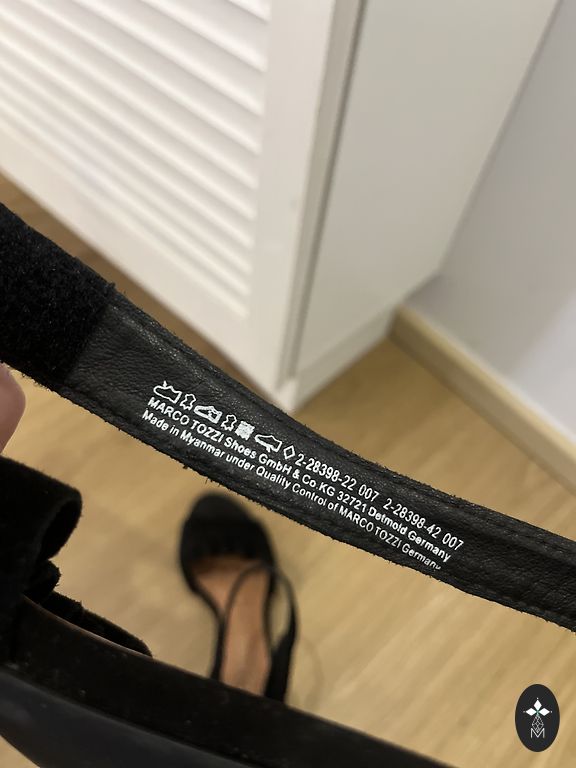 2-28398-22 007 2-28398-42 007
MARCO TOZZI Shoes GmbH & Co.KG 32721 Detmold Germany
Made in Myanmar under Quality Control of MARCO TOZZI Germany
M